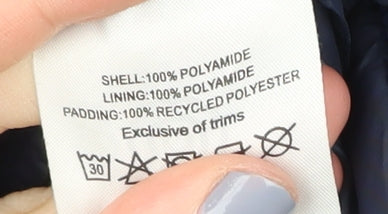 SHELL:100% POLYAMIDE
LINING:100% POLYAMIDE
PADDING:100% RECYCLED POLYESTER
Exclusive of trims
30